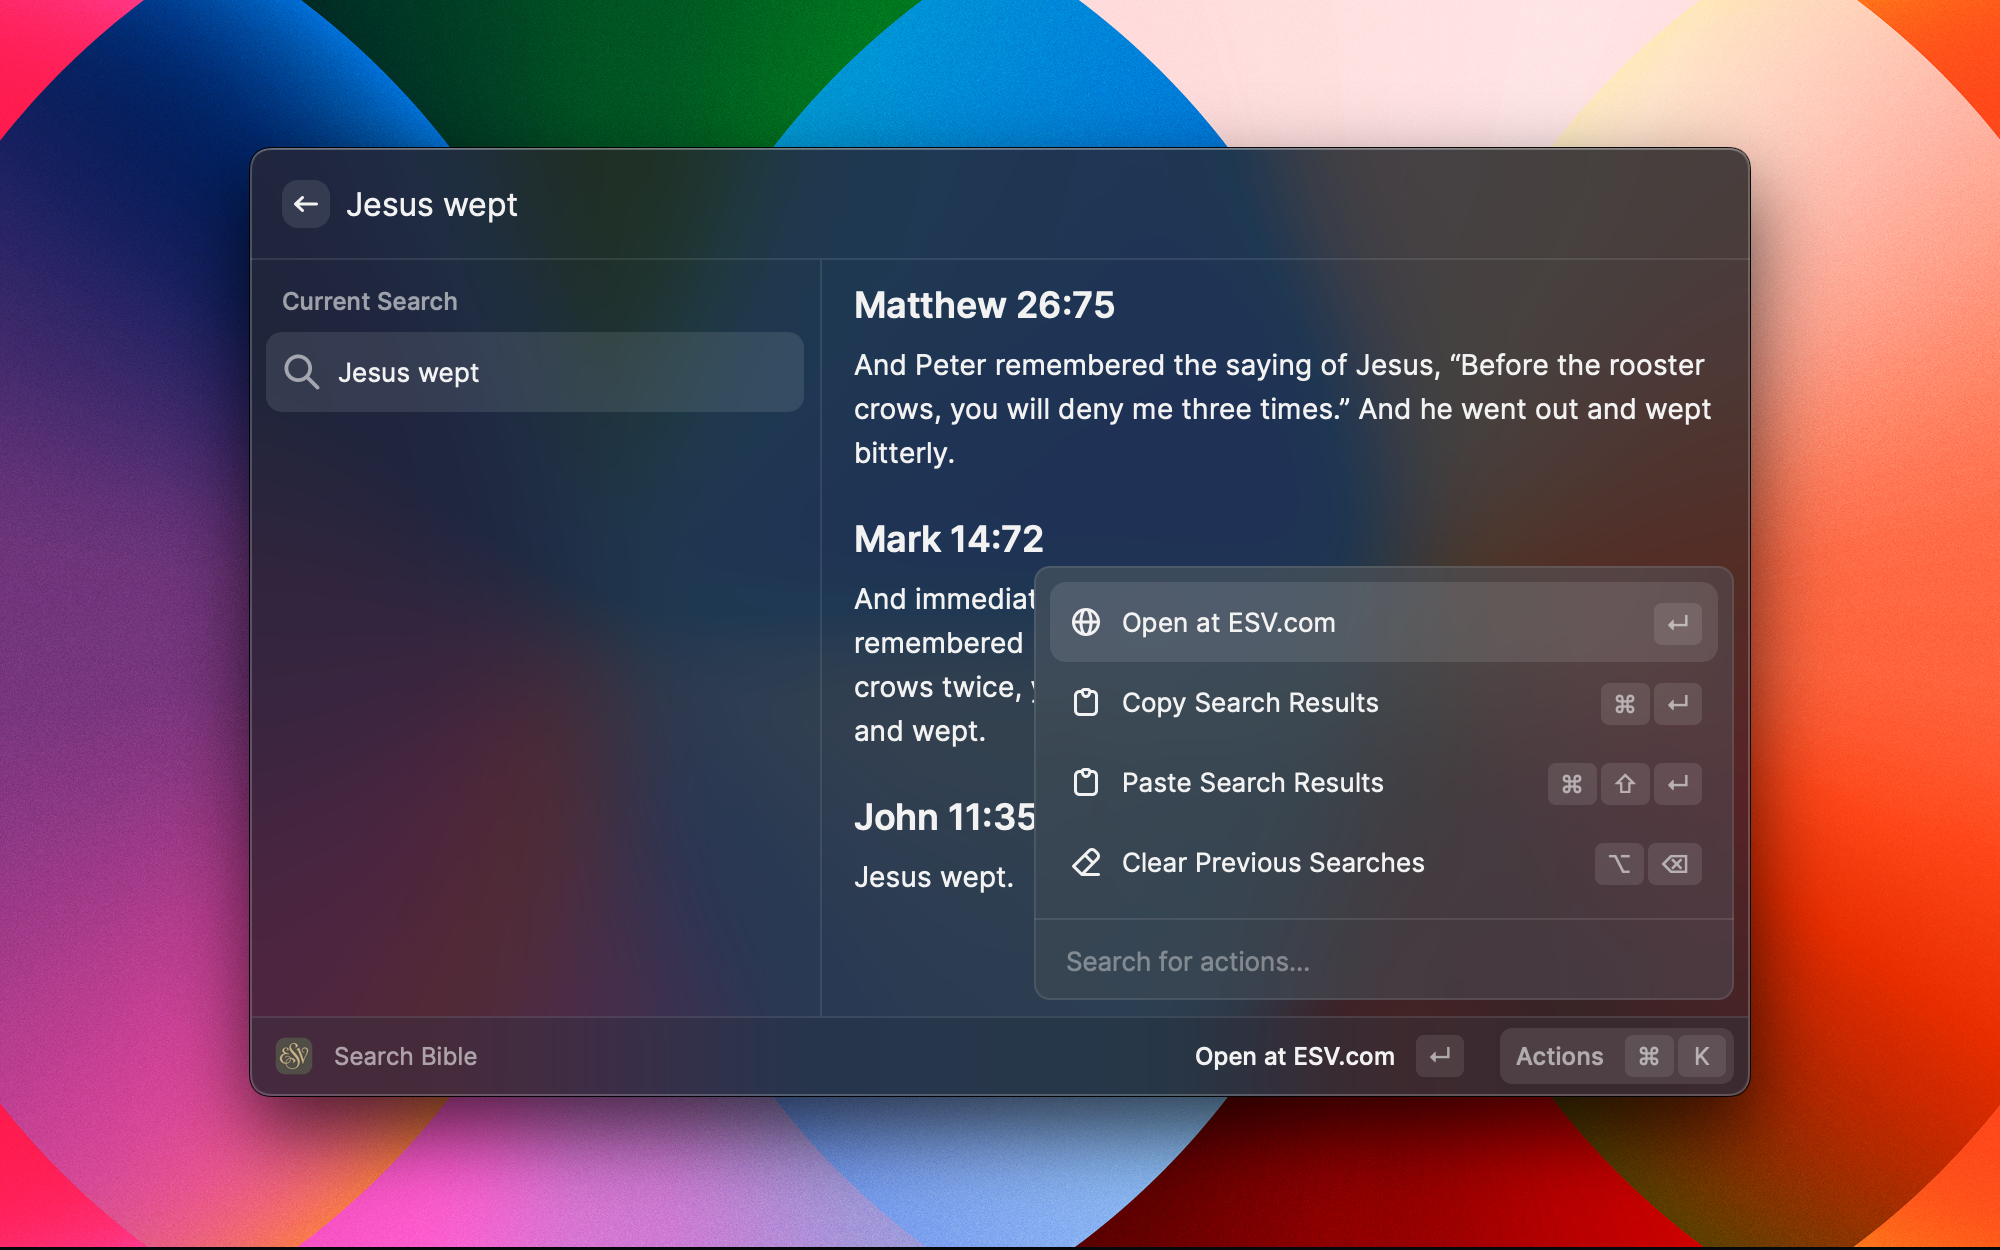 Jesus wept
Current Search
Jesus wept
Matthew 26:75
And Peter remembered the saying of Jesus, “Before the rooster
crows, you will deny me three times.” And he went out and wept
bitterly.
Mark 14:72
And immediat
remembered
crows twice,
and wept.
John 11:35
Jesus wept.
Open at ESV.com
Copy Search Results ⌘
Paste Search Results ⌘ ⇧
Clear Previous Searches ⌥ ⌫
Search for actions...
ESV Search Bible
Open at ESV.com
Actions ⌘ K